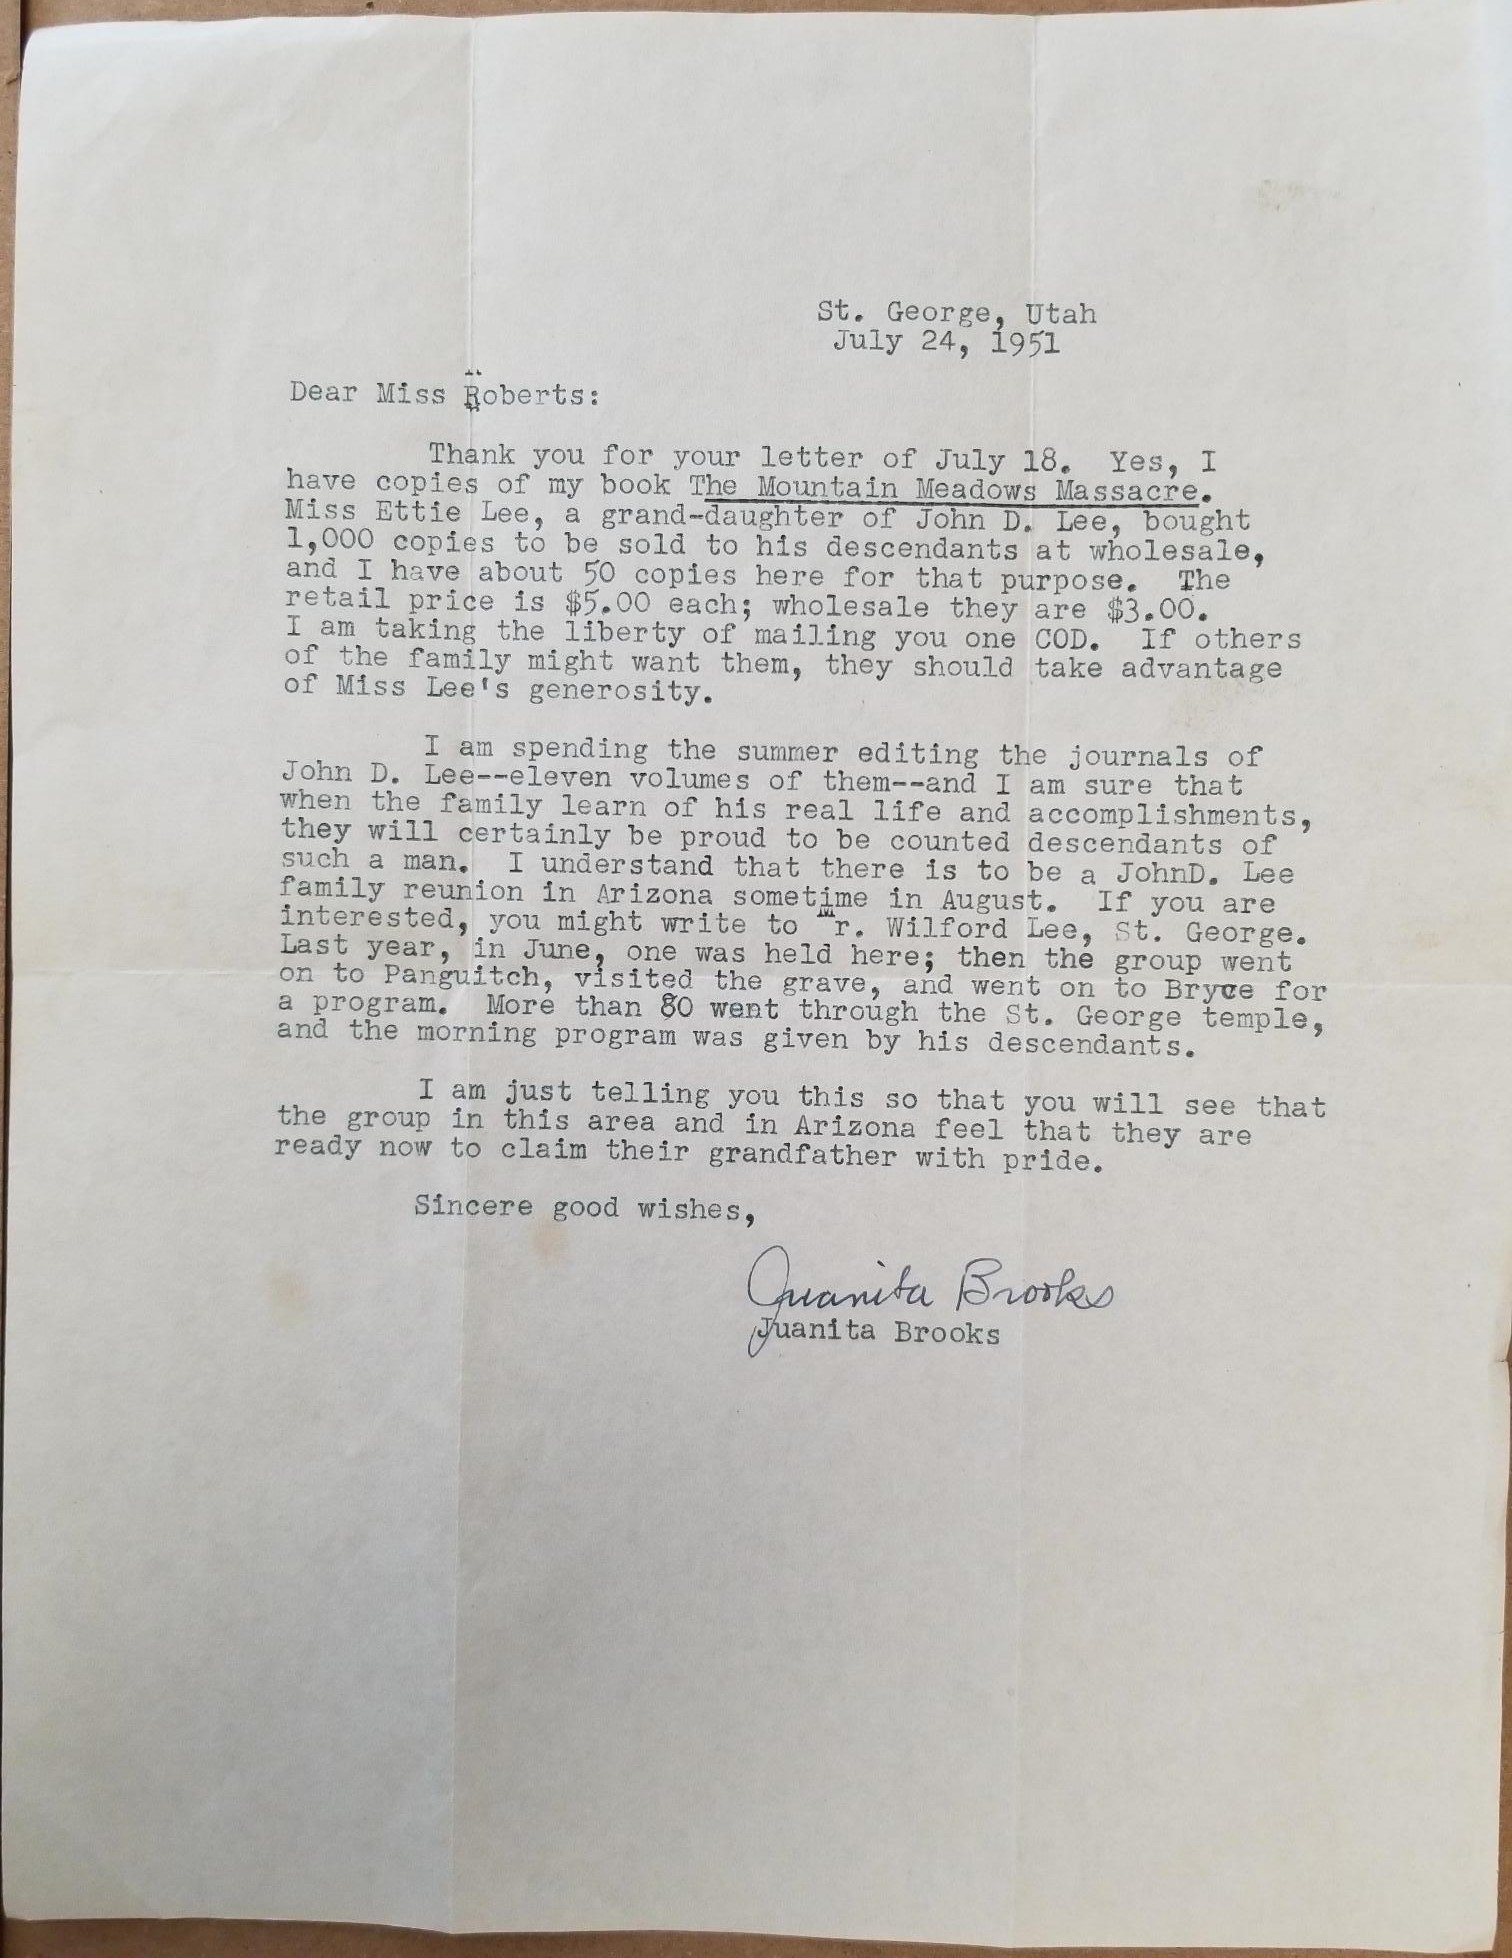 St. George, Utah
July 24, 1951
Dear Miss Roberts:
Thank you for your letter of July 18. Yes, I
have copies of my book The Mountain Meadows Massacre.
Miss Ettie Lee, a grand-daughter of John D. Lee, bought
1,000 copies to be sold to his descendants at wholesale,
and I have about 50 copies here for that purpose. The
retail price is $5.00 each; wholesale they are $3.00.
I am taking the liberty of mailing you one COD. If others
of the family might want them, they should take advantage
of Miss Lee's generosity.
I am spending the summer editing the journals of
John D. Lee--eleven volumes of them--and I am sure that
when the family learn of his real life and accomplishments,
they will certainly be proud to be counted descendants of
such a man. I understand that there is to be a JohnD. Lee
family reunion in Arizona sometime in August. If you are
interested, you might write to Mr. Wilford Lee, St. George.
Last year, in June, one was held here; then the group went
on to Panguitch, visited the grave, and went on to Bryce for
a program. More than 80 went through the St. George temple,
and the morning program was given by his descendants.
I am just telling you this so that you will see that
the group in this area and in Arizona feel that they are
ready now to claim their grandfather with pride.
Sincere good wishes,
Juanita Brooks
Juanita Brooks